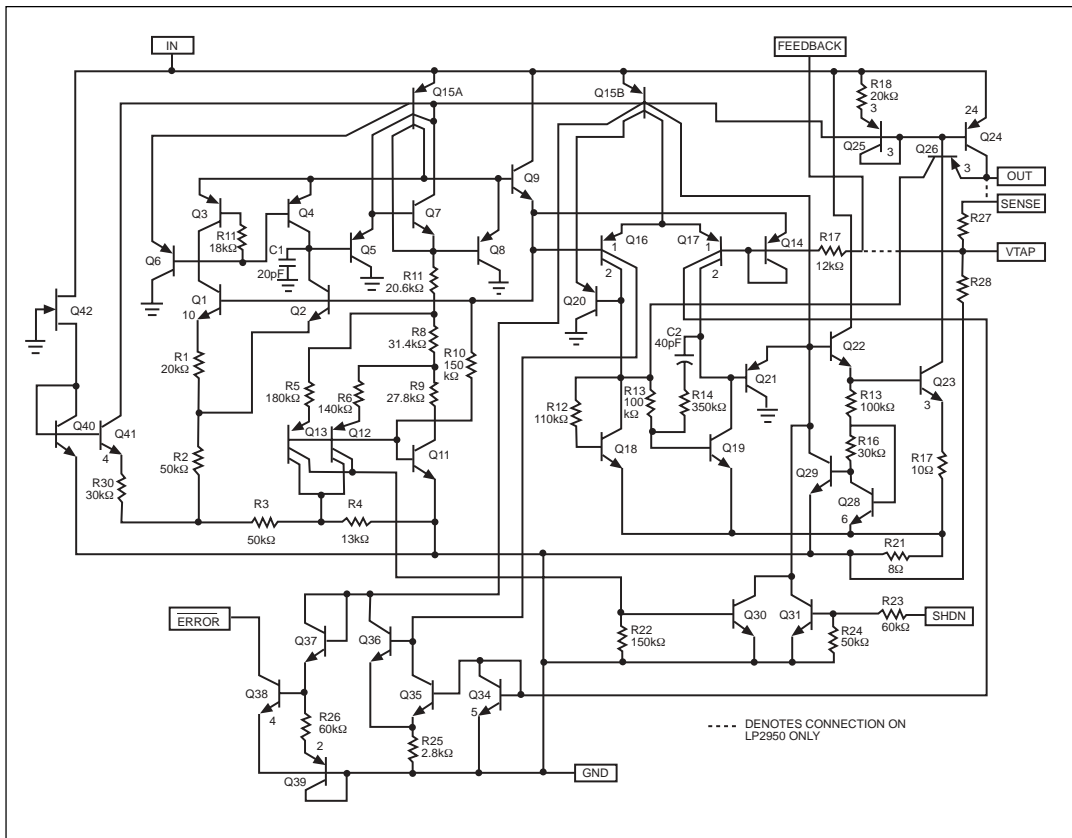 IN
FEEDBACK
Q15A
Q15B
R18
20kΩ
3
24
Q24
Q25
3
Q26
3
OUT
SENSE
Q9
Q3
Q4
Q7
R11
18kΩ
Q6
C1
20pF
Q5
Q8
Q16
1
2
Q17
1
2
Q14
R17
12kΩ
R27
VTAP
R28
Q1
10
Q2
R11
20.6kΩ
Q20
Q42
C2
40pF
Q22
R8
31.4kΩ
R10
150
kΩ
R1
20kΩ
R5
180kΩ
R6
140kΩ
R9
27.8kΩ
R12
110kΩ
R13
100
kΩ
R14
350kΩ
Q21
R13
100kΩ
Q23
3
Q40
Q41
4
Q13
Q12
Q11
Q18
Q19
R16
30kΩ
R17
10Ω
R2
50kΩ
R30
30kΩ
Q29
Q28
6
R3
50kΩ
R4
13kΩ
R21
8Ω
ERROR
Q37
Q36
Q30
Q31
R23
60kΩ
SHDN
R22
150kΩ
R24
50kΩ
Q38
4
Q35
Q34
5
R26
60kΩ
R25
2.8kΩ
2
Q39
GND
DENOTES CONNECTION ON
LP2950 ONLY